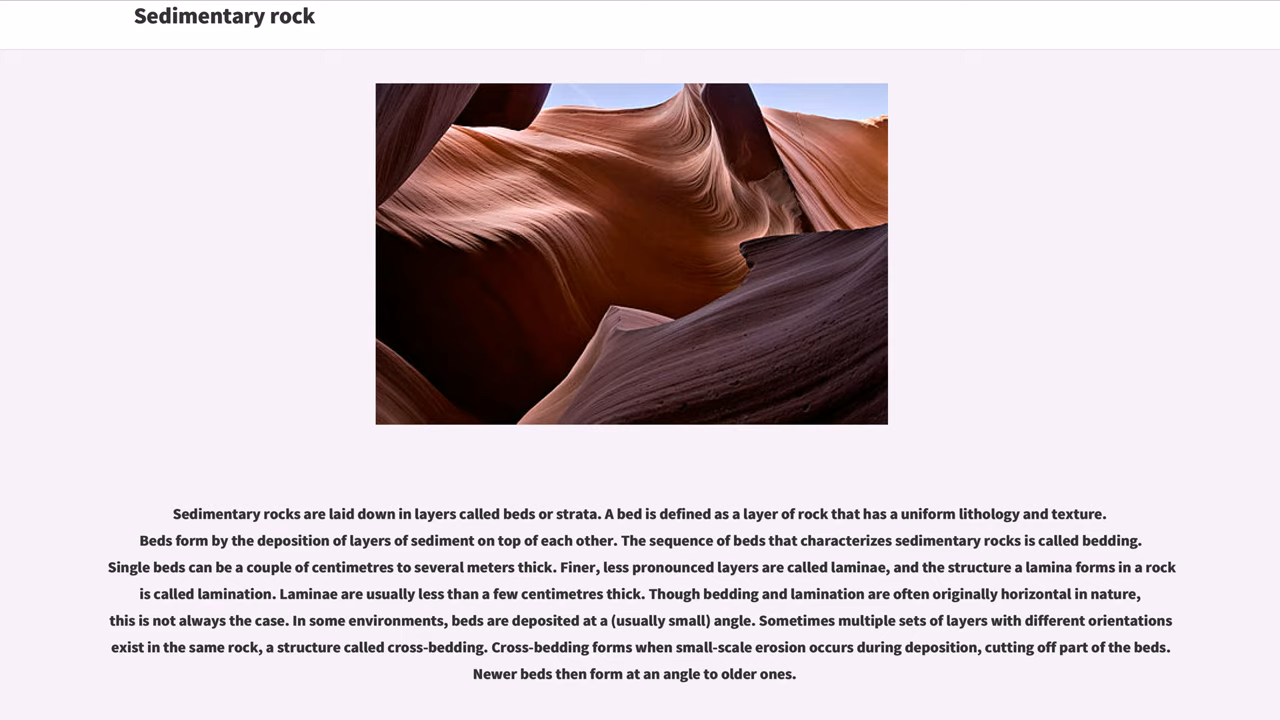 Sedimentary rock
Sedimentary rocks are laid down in layers called beds or strata. A bed is defined as a layer of rock that has a uniform lithology and texture.
Beds form by the deposition of layers of sediment on top of each other. The sequence of beds that characterizes sedimentary rocks is called bedding.
Single beds can be a couple of centimetres to several meters thick. Finer, less pronounced layers are called laminae, and the structure a lamina forms in a rock
is called lamination. Laminae are usually less than a few centimetres thick. Though bedding and lamination are often originally horizontal in nature,
this is not always the case. In some environments, beds are deposited at a (usually small) angle. Sometimes multiple sets of layers with different orientations
exist in the same rock, a structure called cross-bedding. Cross-bedding forms when small-scale erosion occurs during deposition, cutting off part of the beds.
Newer beds then form at an angle to older ones.